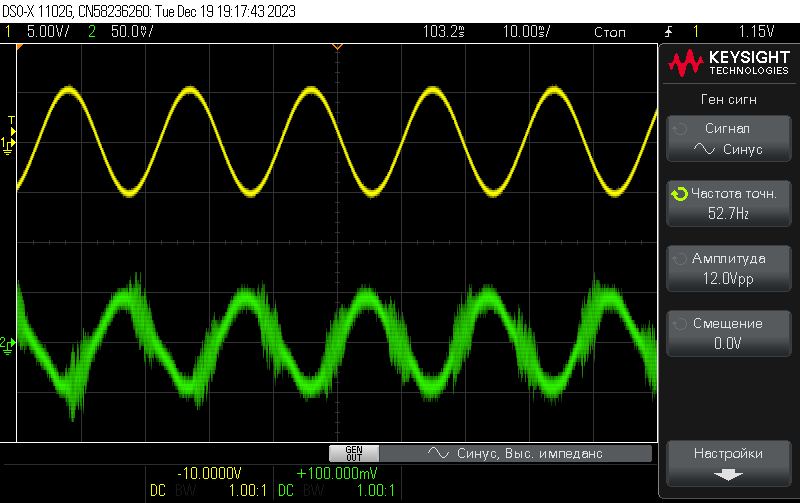 DSO-X 1102G, CN58236260: Tue Dec 19 19:17:43 2023
1 5.00V/ 2 50.0mV/ 103.2ms 10.00ms/ Стоп 1 1.15V
KEYSIGHT
TECHNOLOGIES
Ген сигн
Сигнал
Синус
Частота точн.
52.7Hz
Амплитуда
12.0Vpp
Смещение
0.0V
T
1
2
GEN
OUT
Синус, Выс. импеданс
Настройки
-10.0000V +100.000mV
DC BW 1.00:1 DC BW 1.00:1